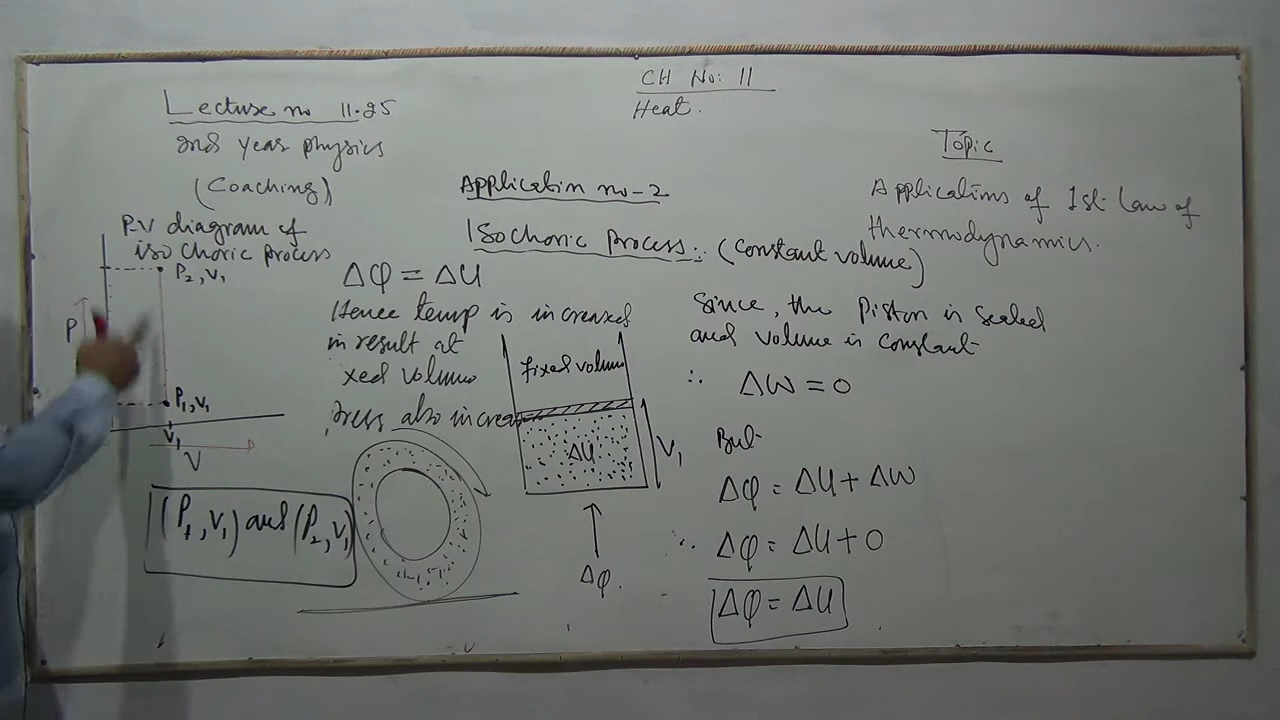 CH No: 11
Heat.
Lecture no 11.25
2nd year physics
(Coaching)
Topic
Applications of 1st Law of
thermodynamics.
Application no-2
Isochoric process:. (Constant volume)
P.V diagram of
isochoric process
P2, V1
P
P1, V1
V1
V
(P1, V1) and (P2, V1)
ΔQ = ΔU
Hence temp is increased
in result at
xed volume
press also increas
fixed volume
ΔU
V1
ΔQ.
Since, the Piston is sealed
and volume is constant
∴ ΔW = 0
But
ΔQ = ΔU + ΔW
∴ ΔQ = ΔU + 0
ΔQ = ΔU